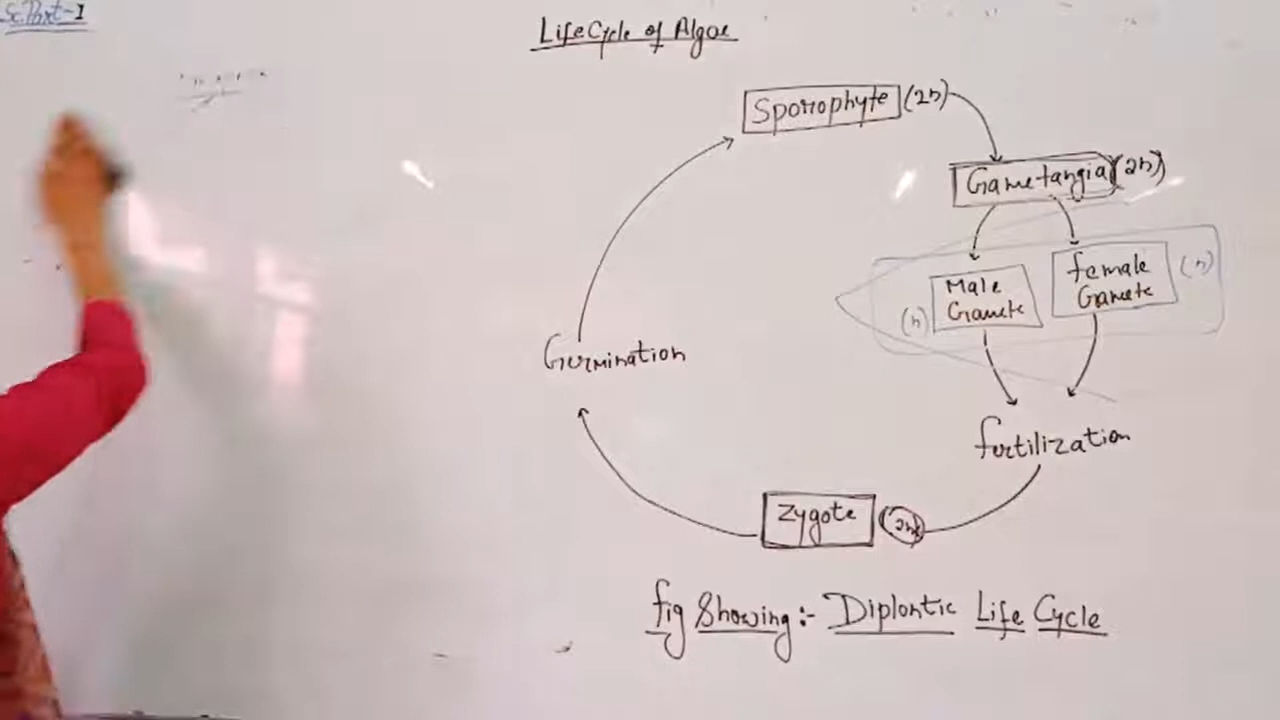 Sc. Part-I
Life Cycle of Algae
Sporophyte (2n)
Gametangia (2n)
Male
Gamete
(n)
female
Gamete
(n)
fertilization
Zygote (2n)
Germination
fig Showing:- Diplontic Life Cycle